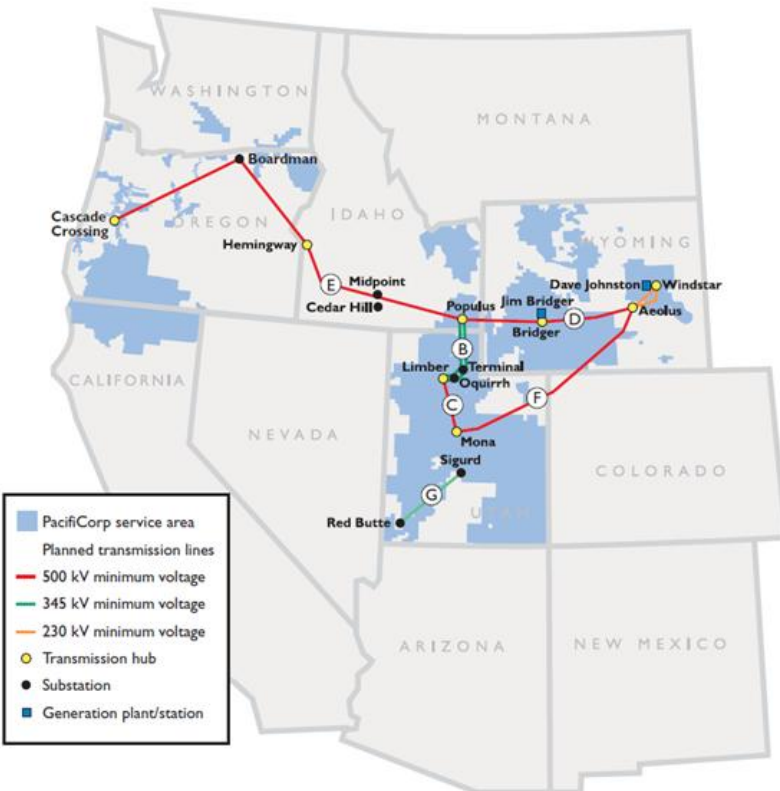 WASHINGTON
MONTANA
Boardman
OREGON
IDAHO
Cascade
Crossing
Hemingway
WYOMING
E
Midpoint
Cedar Hill
Dave Johnston
Windstar
Jim Bridger
Populus
Bridger
D
Aeolus
B
Terminal
Limber
Oquirrh
CALIFORNIA
C
F
NEVADA
Mona
Sigurd
COLORADO
G
UTAH
Red Butte
PacifiCorp service area
Planned transmission lines
500 kV minimum voltage
345 kV minimum voltage
230 kV minimum voltage
Transmission hub
Substation
Generation plant/station
ARIZONA
NEW MEXICO